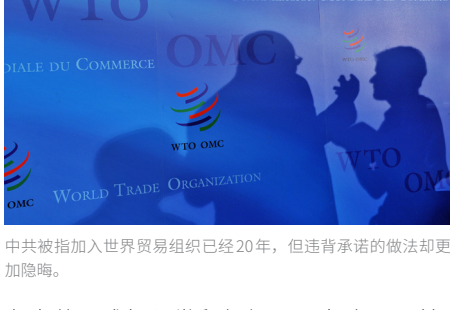 WTO
OMC
DIALE DU COMMERCE
WTO OMC
WTO
OMC
OMC
WORLD TRADE ORGANIZATION
中共被指加入世界贸易组织已经20年，但违背承诺的做法却更
加隐晦。